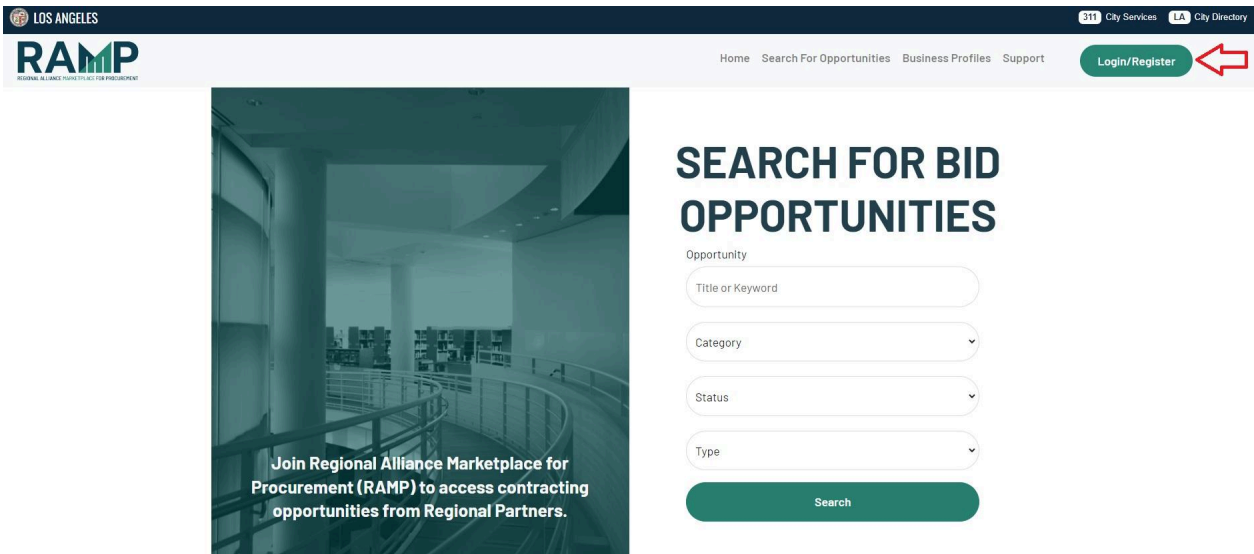 LOS ANGELES
311 City Services LA City Directory
RAMP
REGIONAL ALLIANCE MARKETPLACE FOR PROCUREMENT
Home Search For Opportunities Business Profiles Support Login/Register
SEARCH FOR BID
OPPORTUNITIES
Opportunity
Title or Keyword
Category
Status
Type
Search
Join Regional Alliance Marketplace for
Procurement (RAMP) to access contracting
opportunities from Regional Partners.